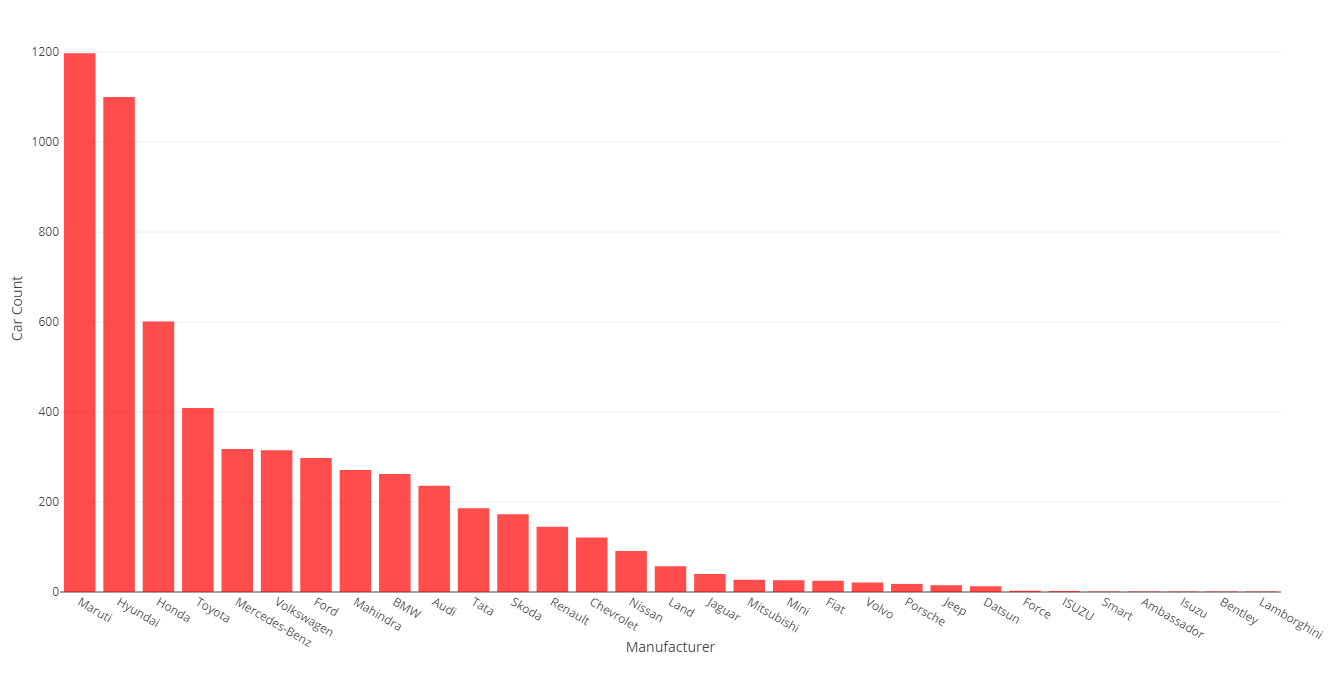 1200
1000
800
600
400
200
0
Car Count
Maruti
Hyundai
Honda
Toyota
Mercedes-Benz
Volkswagen
Ford
Mahindra
BMW
Audi
Tata
Skoda
Renault
Chevrolet
Nissan
Land
Jaguar
Mitsubishi
Mini
Fiat
Volvo
Porsche
Jeep
Datsun
Force
ISUZU
Smart
Ambassador
Isuzu
Bentley
Lamborghini
Manufacturer